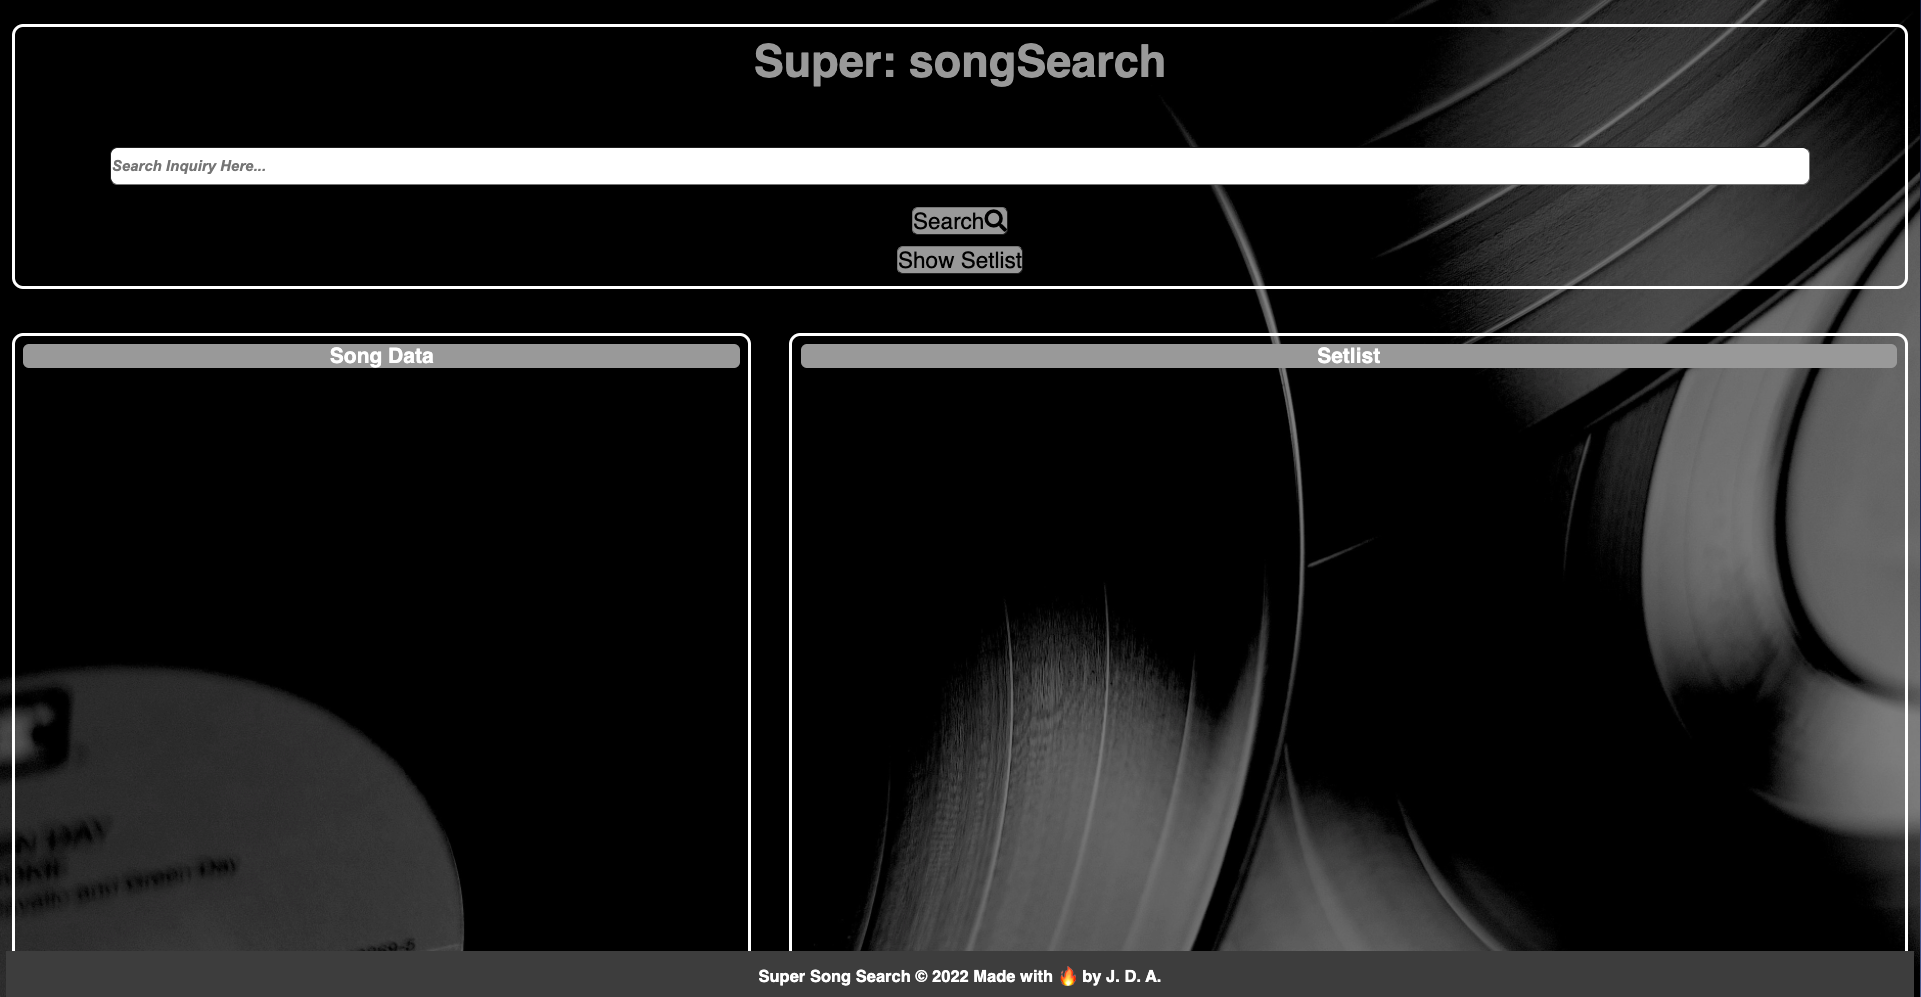 Super: songSearch
Search Inquiry Here...
Search
Show Setlist
Song Data
Setlist
Super Song Search © 2022 Made with 🔥 by J. D. A.